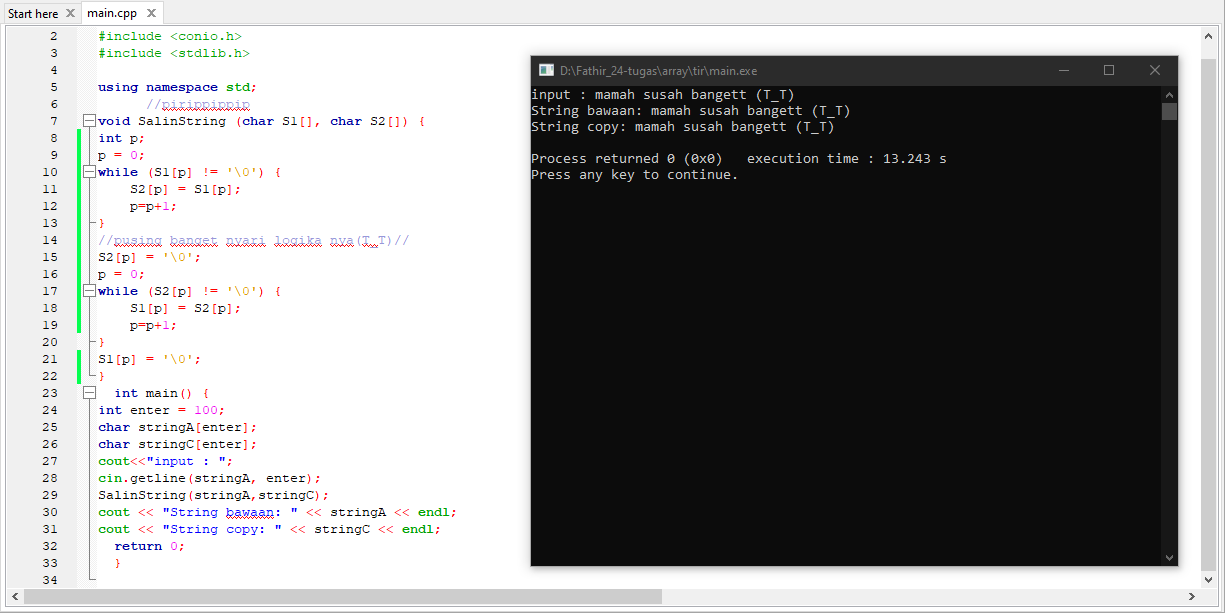 Start here X main.cpp X
2 #include <conio.h>
3 #include <stdlib.h>
4
5 using namespace std;
6 //pirippippip
7 void SalinString (char S1[], char S2[]) {
8 int p;
9 p = 0;
10 while (S1[p] != '\0') {
11 S2[p] = S1[p];
12 p=p+1;
13 }
14 //pusing banget nyari logika nya(T_T)//
15 S2[p] = '\0';
16 p = 0;
17 while (S2[p] != '\0') {
18 S1[p] = S2[p];
19 p=p+1;
20 }
21 S1[p] = '\0';
22 }
23 int main() {
24 int enter = 100;
25 char stringA[enter];
26 char stringC[enter];
27 cout<<"input : ";
28 cin.getline(stringA, enter);
29 SalinString(stringA,stringC);
30 cout << "String bawaan: " << stringA << endl;
31 cout << "String copy: " << stringC << endl;
32 return 0;
33 }
34
D:\Fathir_24-tugas\array\tir\main.exe
input : mamah susah bangett (T_T)
String bawaan: mamah susah bangett (T_T)
String copy: mamah susah bangett (T_T)
Process returned 0 (0x0) execution time : 13.243 s
Press any key to continue.